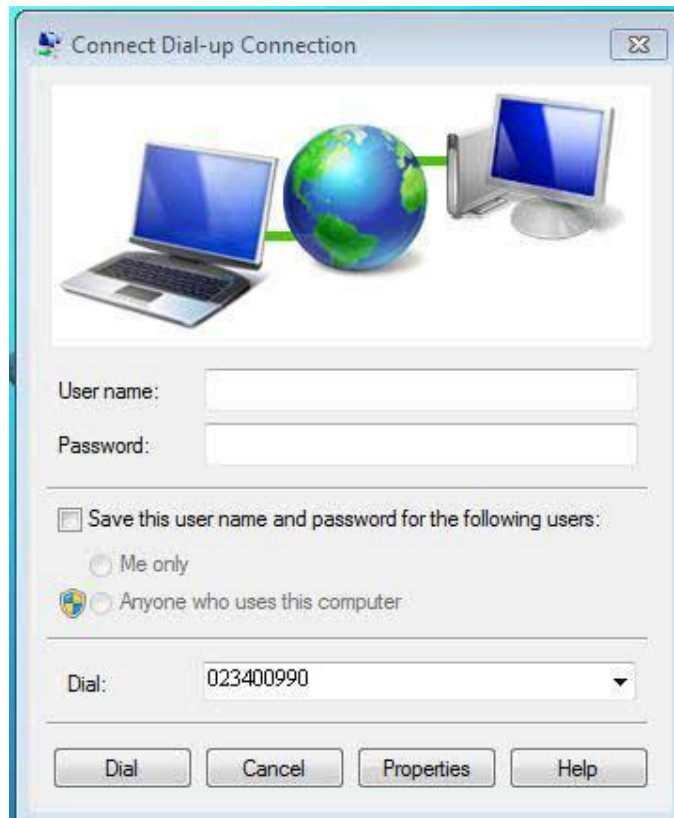 Connect Dial-up Connection
User name:
Password:
Save this user name and password for the following users:
Me only
Anyone who uses this computer
Dial: 023400990
Dial Cancel Properties Help